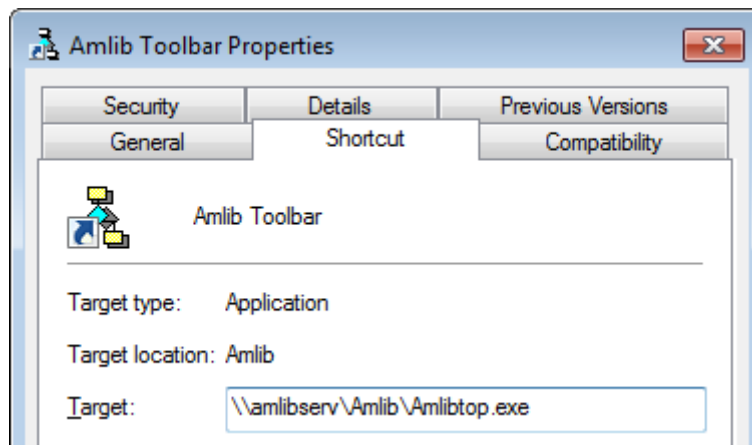 Amlib Toolbar Properties
Security Details Previous Versions
General Shortcut Compatibility
Amlib Toolbar
Target type: Application
Target location: Amlib
Target: \\amlibserv\Amlib\Amlibtop.exe